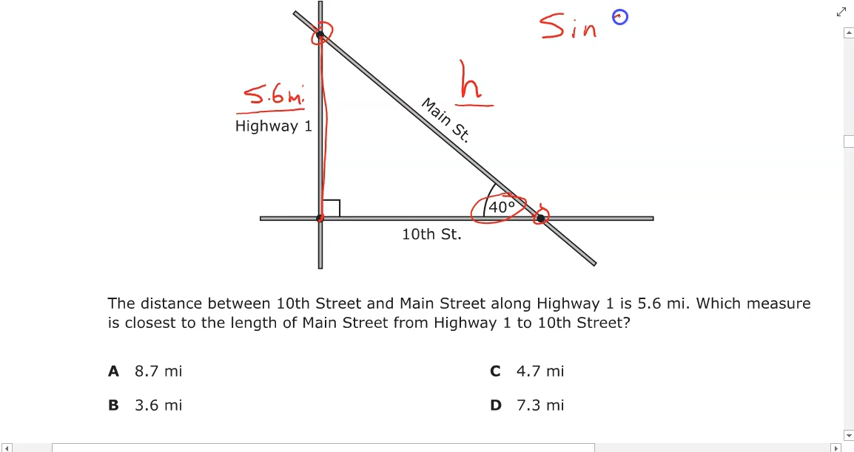 Sin
h
5.6mi
Main St.
Highway 1
40°
10th St.
The distance between 10th Street and Main Street along Highway 1 is 5.6 mi. Which measure
is closest to the length of Main Street from Highway 1 to 10th Street?
A 8.7 mi
C 4.7 mi
B 3.6 mi
D 7.3 mi